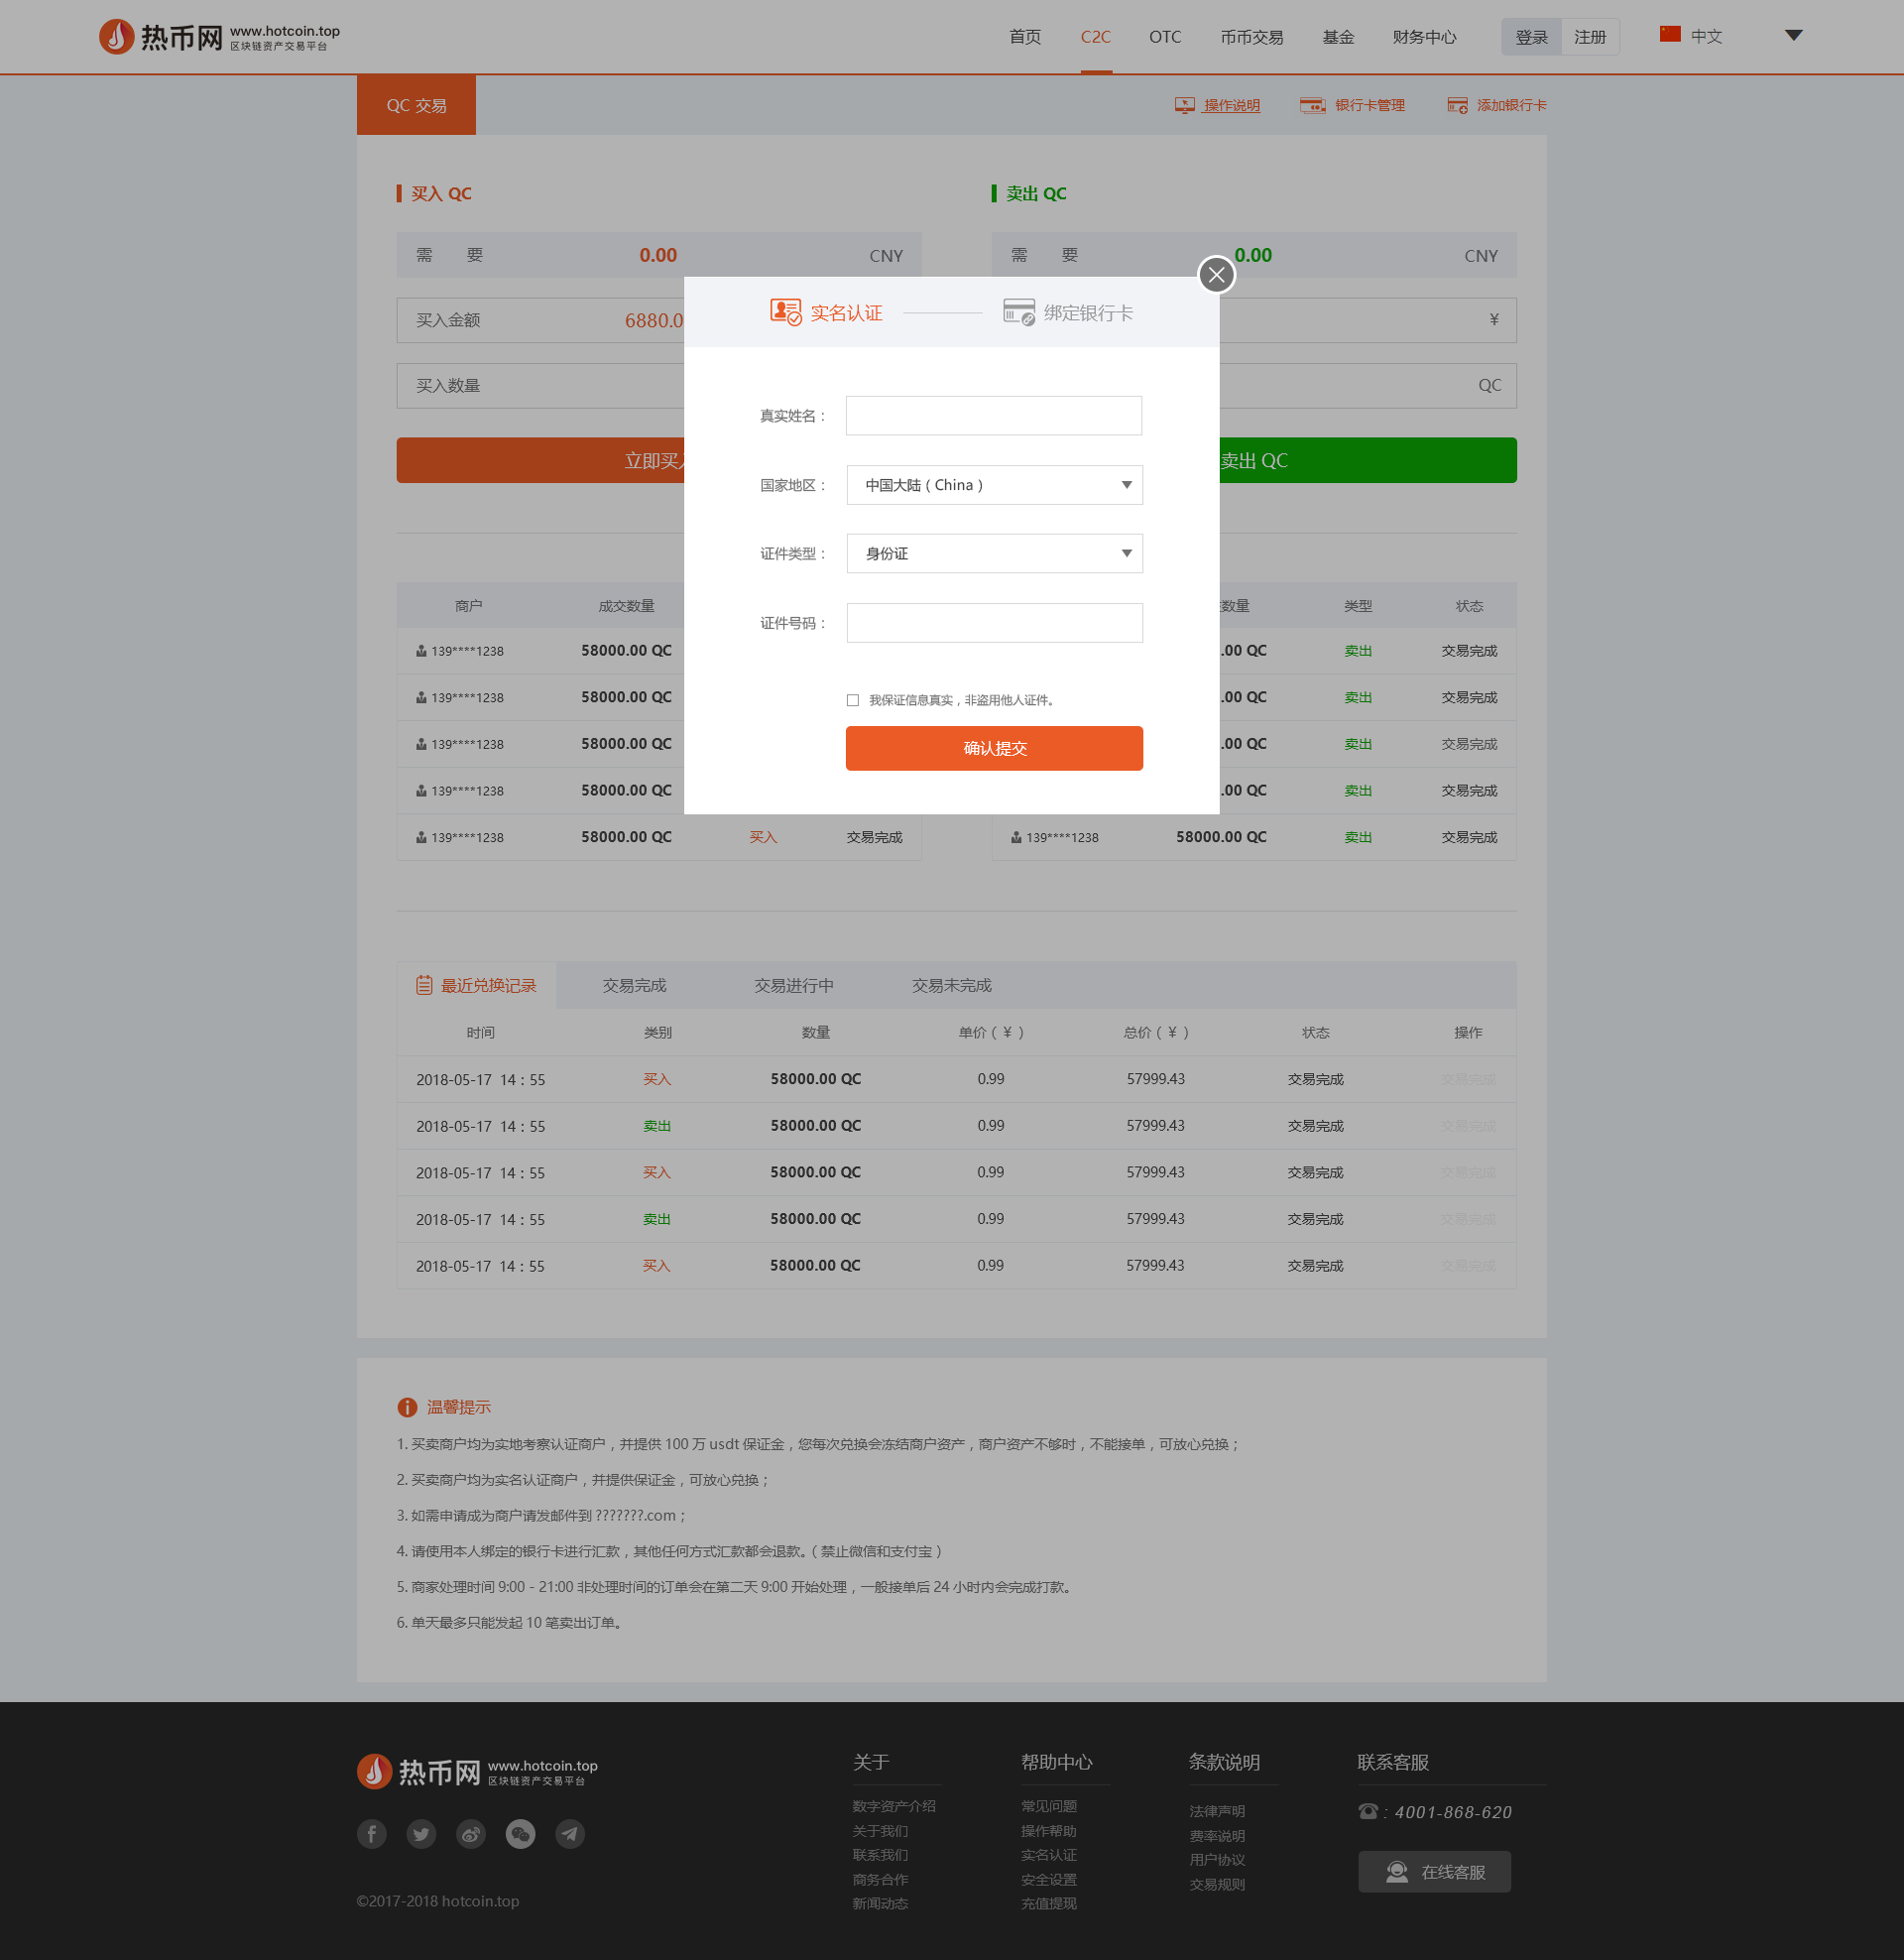 热币网 www.hotcoin.top
区块链资产交易平台
首页 C2C OTC 币币交易 基金 财务中心 登录 注册 中文
QC 交易 操作说明 银行卡管理 添加银行卡
买入 QC 卖出 QC
需 要 0.00 CNY 需 要 0.00 CNY
实名认证 绑定银行卡
买入金额 6880.0 ¥
买入数量 QC
真实姓名：
立即买 卖出 QC
国家地区： 中国大陆（China）
证件类型： 身份证
商户 成交数量 数量 类型 状态
证件号码：
139****1238 58000.00 QC .00 QC 卖出 交易完成
139****1238 58000.00 QC .00 QC 卖出 交易完成
我保证信息真实，非盗用他人证件。
139****1238 58000.00 QC .00 QC 卖出 交易完成
确认提交
139****1238 58000.00 QC .00 QC 卖出 交易完成
139****1238 58000.00 QC 买入 交易完成 139****1238 58000.00 QC 卖出 交易完成
最近兑换记录 交易完成 交易进行中 交易未完成
时间 类别 数量 单价（¥） 总价（¥） 状态 操作
2018-05-17 14：55 买入 58000.00 QC 0.99 57999.43 交易完成 交易完成
2018-05-17 14：55 卖出 58000.00 QC 0.99 57999.43 交易完成 交易完成
2018-05-17 14：55 买入 58000.00 QC 0.99 57999.43 交易完成 交易完成
2018-05-17 14：55 卖出 58000.00 QC 0.99 57999.43 交易完成 交易完成
2018-05-17 14：55 买入 58000.00 QC 0.99 57999.43 交易完成 交易完成
温馨提示
1. 买卖商户均为实地考察认证商户，并提供 100 万 usdt 保证金，您每次兑换会冻结商户资产，商户资产不够时，不能接单，可放心兑换；
2. 买卖商户均为实名认证商户，并提供保证金，可放心兑换；
3. 如需申请成为商户请发邮件到 ???????.com；
4. 请使用本人绑定的银行卡进行汇款，其他任何方式汇款都会退款。（禁止微信和支付宝）
5. 商家处理时间 9:00 - 21:00 非处理时间的订单会在第二天 9:00 开始处理，一般接单后 24 小时内会完成打款。
6. 单天最多只能发起 10 笔卖出订单。
热币网 www.hotcoin.top
区块链资产交易平台
©2017-2018 hotcoin.top
关于
数字资产介绍
关于我们
联系我们
商务合作
新闻动态
帮助中心
常见问题
操作帮助
实名认证
安全设置
充值提现
条款说明
法律声明
费率说明
用户协议
交易规则
联系客服
：4001-868-620
在线客服